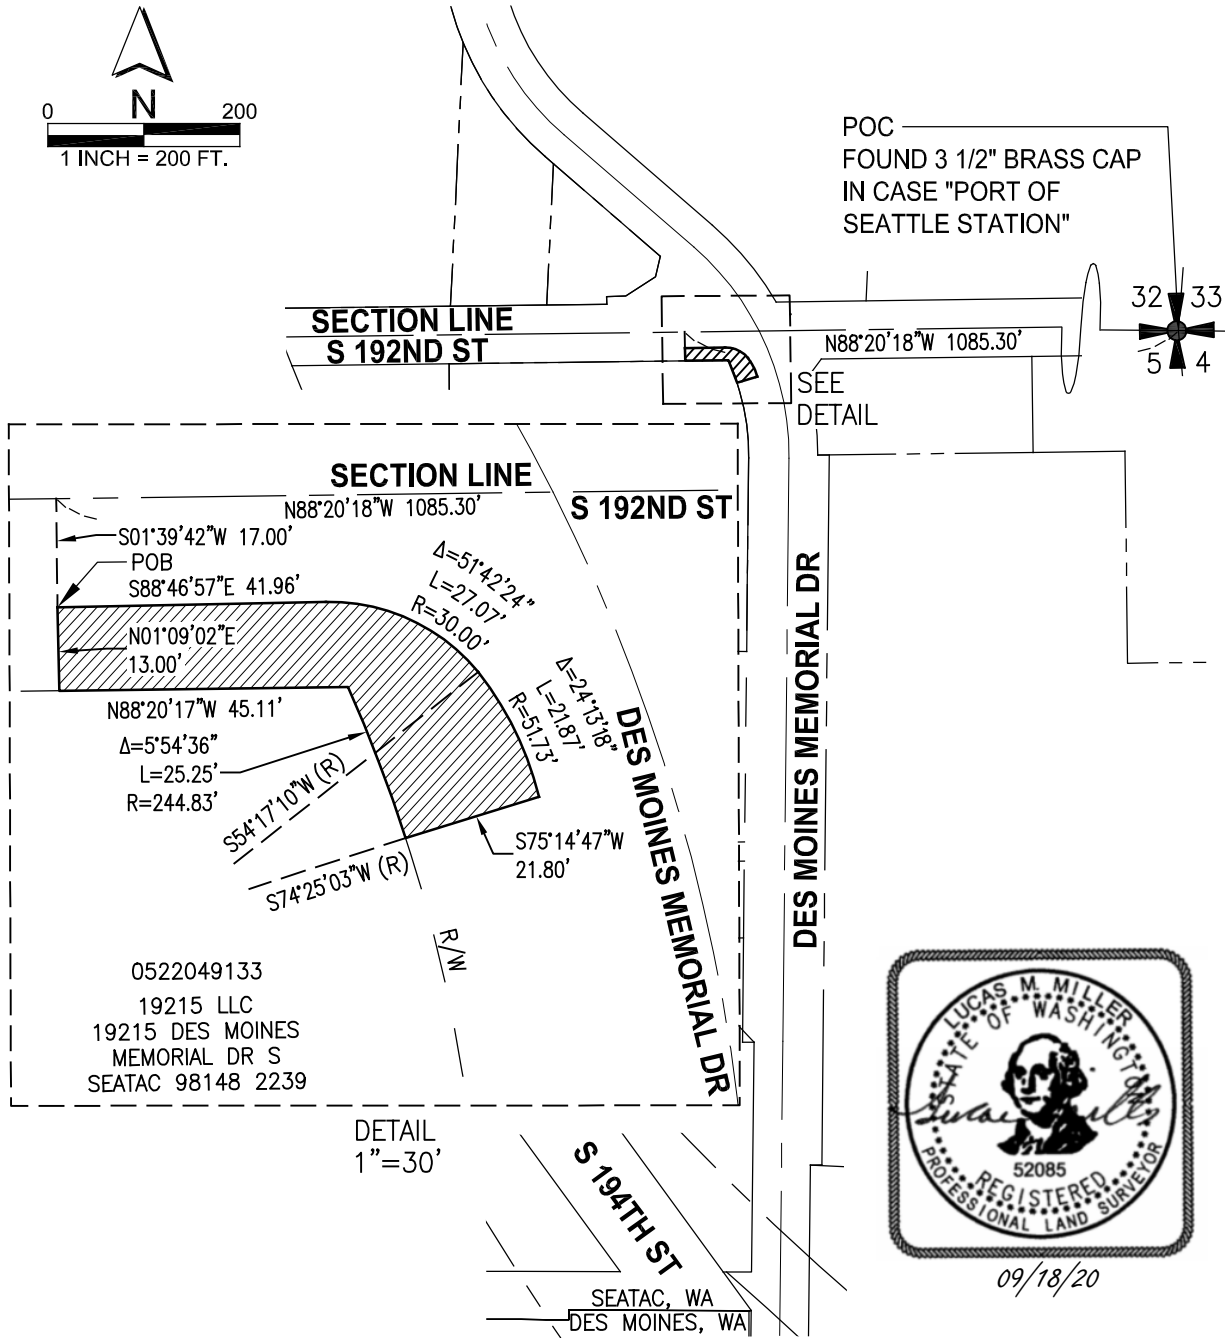 N
0 200
1 INCH = 200 FT.
POC
FOUND 3 1/2" BRASS CAP
IN CASE "PORT OF
SEATTLE STATION"
32 33
5 4
SECTION LINE
S 192ND ST
N88°20'18"W 1085.30'
SEE
DETAIL
SECTION LINE
N88°20'18"W 1085.30'
S 192ND ST
S01°39'42"W 17.00'
POB
S88°46'57"E 41.96'
Δ=51°42'24"
L=27.07'
R=30.00'
N01°09'02"E
13.00'
N88°20'17"W 45.11'
Δ=24°13'18"
L=21.87'
R=51.73'
Δ=5°54'36"
L=25.25'
R=244.83'
S54°17'10"W (R)
S74°25'03"W (R)
S75°14'47"W
21.80'
DES MOINES MEMORIAL DR
DES MOINES MEMORIAL DR
R/W
0522049133
19215 LLC
19215 DES MOINES
MEMORIAL DR S
SEATAC 98148 2239
DETAIL
1"=30'
S 194TH ST
SEATAC, WA
DES MOINES, WA
LUCAS M. MILLER
STATE OF WASHINGTON
52085
REGISTERED
PROFESSIONAL LAND SURVEYOR
09/18/20